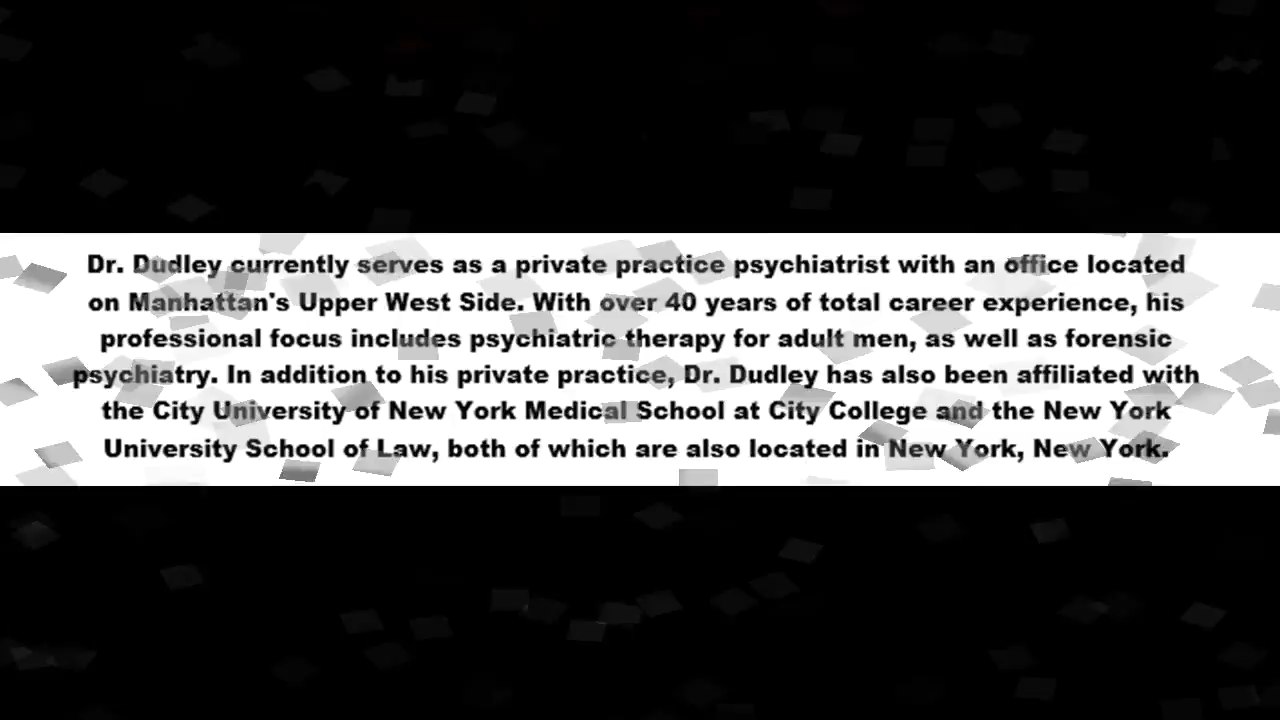 Dr. Dudley currently serves as a private practice psychiatrist with an office located
on Manhattan's Upper West Side. With over 40 years of total career experience, his
professional focus includes psychiatric therapy for adult men, as well as forensic
psychiatry. In addition to his private practice, Dr. Dudley has also been affiliated with
the City University of New York Medical School at City College and the New York
University School of Law, both of which are also located in New York, New York.